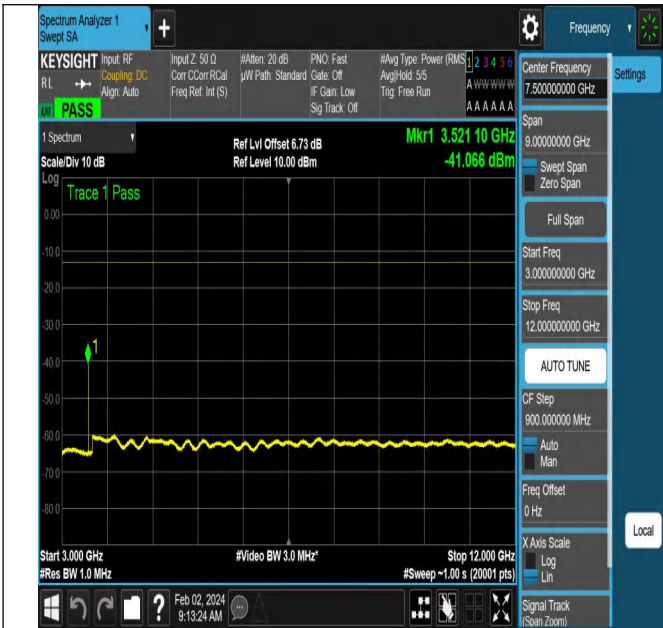 Spectrum Analyzer 1
Swept SA
Frequency
KEYSIGHT
RL
PASS
Input: RF
Coupling: DC
Align: Auto
Input Z: 50 Ω
Corr CCorr RCal
Freq Ref: Int (S)
#Atten: 20 dB
µW Path: Standard
PNO: Fast
Gate: Off
IF Gain: Low
Sig Track: Off
#Avg Type: Power (RMS
Avg|Hold: 5/5
Trig: Free Run
1 2 3 4 5 6
A W W W W W
A A A A A A
1 Spectrum
Scale/Div 10 dB
Ref Lvl Offset 6.73 dB
Ref Level 10.00 dBm
Mkr1 3.521 10 GHz
-41.066 dBm
Log
Trace 1 Pass
0.00
-10.0
-20.0
-30.0
1
-40.0
-50.0
-60.0
-70.0
-80.0
Start 3.000 GHz
#Res BW 1.0 MHz
#Video BW 3.0 MHz*
Stop 12.000 GHz
#Sweep ~1.00 s (20001 pts)
Feb 02, 2024
9:13:24 AM
Center Frequency
7.500000000 GHz
Settings
Span
9.00000000 GHz
Swept Span
Zero Span
Full Span
Start Freq
3.000000000 GHz
Stop Freq
12.000000000 GHz
AUTO TUNE
CF Step
900.000000 MHz
Auto
Man
Freq Offset
0 Hz
Local
X Axis Scale
Log
Lin
Signal Track
(Span Zoom)